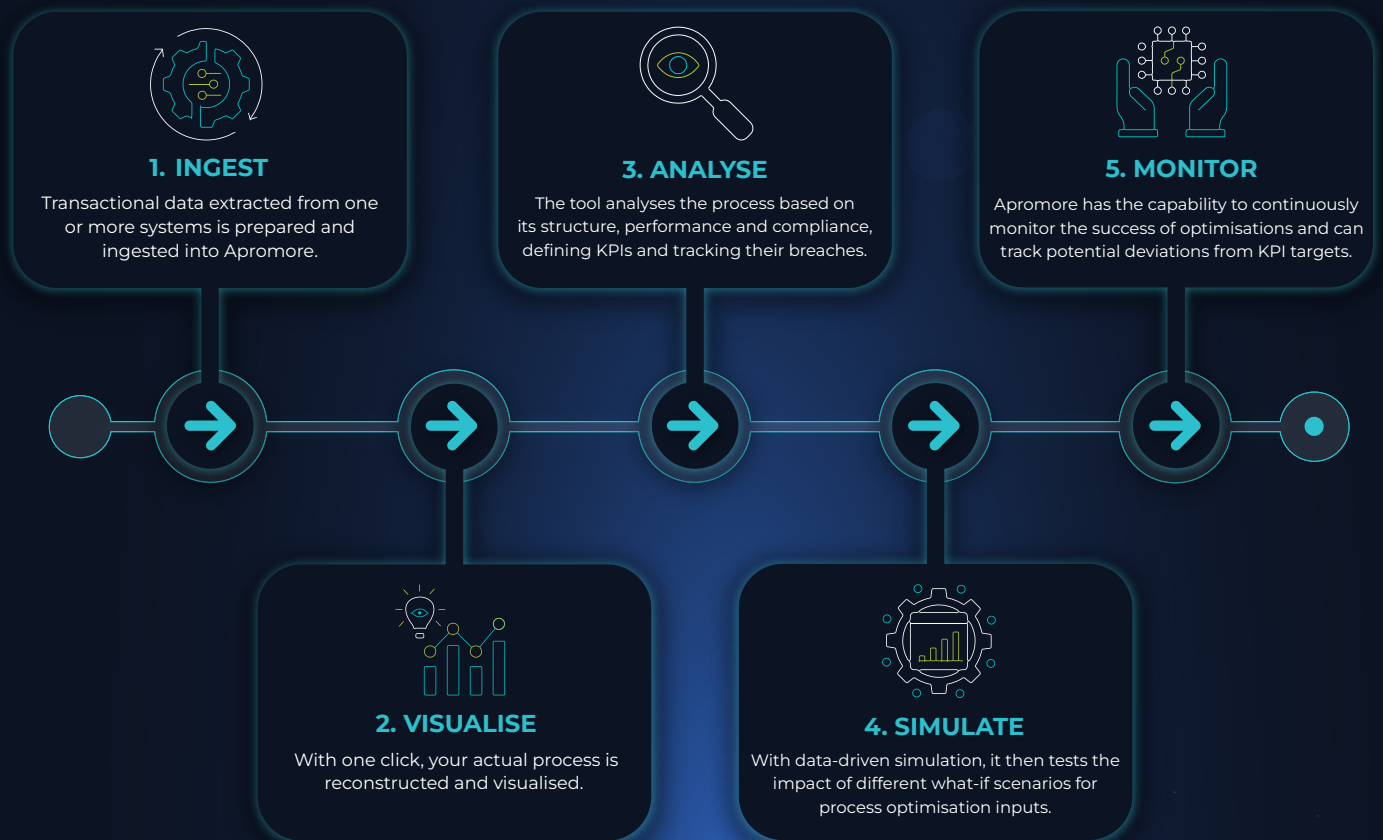 1. INGEST
Transactional data extracted from one
or more systems is prepared and
ingested into Apromore.
2. VISUALISE
With one click, your actual process is
reconstructed and visualised.
3. ANALYSE
The tool analyses the process based on
its structure, performance and compliance,
defining KPIs and tracking their breaches.
4. SIMULATE
With data-driven simulation, it then tests the
impact of different what-if scenarios for
process optimisation inputs.
5. MONITOR
Apromore has the capability to continuously
monitor the success of optimisations and can
track potential deviations from KPI targets.